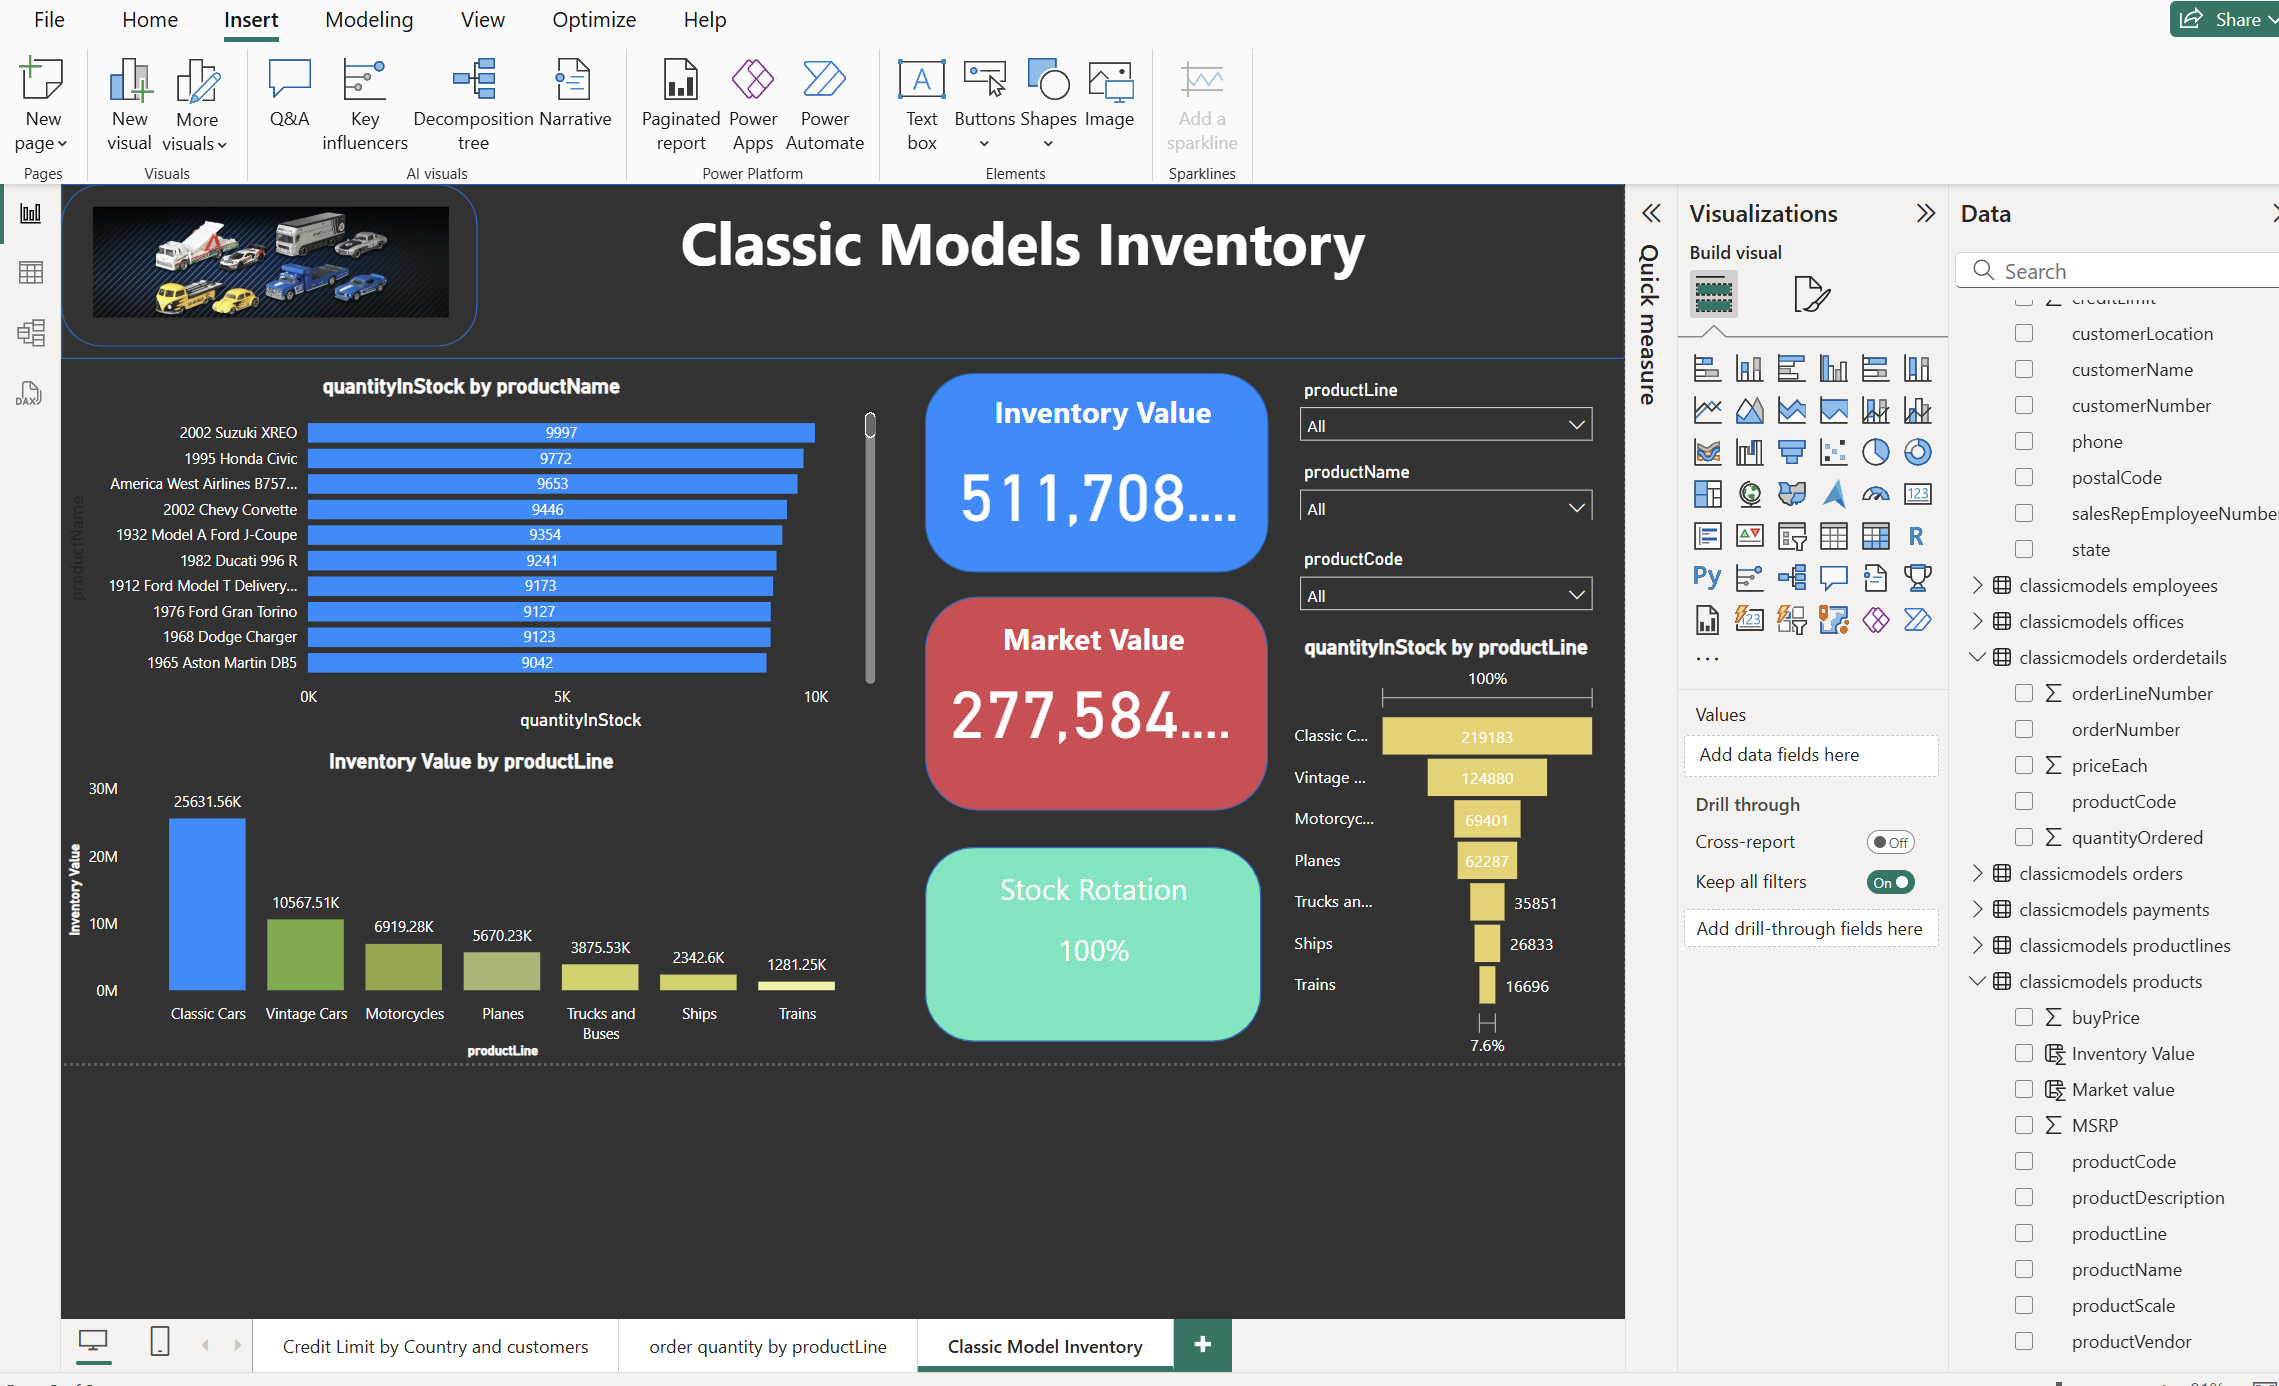 File Home Insert Modeling View Optimize Help
Share
New page
New visual
More visuals
Q&A
Key influencers
Decomposition tree
Narrative
Paginated report
Power Apps
Power Automate
Text box
Buttons
Shapes
Image
Add a sparkline
Pages
Visuals
AI visuals
Power Platform
Elements
Sparklines
DAX
Classic Models Inventory
quantityInStock by productName
productName
2002 Suzuki XREO 9997
1995 Honda Civic 9772
America West Airlines B757... 9653
2002 Chevy Corvette 9446
1932 Model A Ford J-Coupe 9354
1982 Ducati 996 R 9241
1912 Ford Model T Delivery... 9173
1976 Ford Gran Torino 9127
1968 Dodge Charger 9123
1965 Aston Martin DB5 9042
0K 5K 10K
quantityInStock
Inventory Value by productLine
Inventory Value
30M
20M
10M
0M
25631.56K
10567.51K
6919.28K
5670.23K
3875.53K
2342.6K
1281.25K
Classic Cars
Vintage Cars
Motorcycles
Planes
Trucks and
Buses
Ships
Trains
productLine
Inventory Value
511,708....
Market Value
277,584....
Stock Rotation
100%
productLine
All
productName
All
productCode
All
quantityInStock by productLine
100%
Classic C... 219183
Vintage ... 124880
Motorcyc... 69401
Planes 62287
Trucks an... 35851
Ships 26833
Trains 16696
7.6%
Quick measure
Visualizations
Build visual
123
R
Py
123
...
Values
Add data fields here
Drill through
Cross-report Off
Keep all filters On
Add drill-through fields here
Data
Search
creditLimit
customerLocation
customerName
customerNumber
phone
postalCode
salesRepEmployeeNumbe
state
classicmodels employees
classicmodels offices
classicmodels orderdetails
orderLineNumber
orderNumber
priceEach
productCode
quantityOrdered
classicmodels orders
classicmodels payments
classicmodels productlines
classicmodels products
buyPrice
Inventory Value
Market value
MSRP
productCode
productDescription
productLine
productName
productScale
productVendor
Credit Limit by Country and customers
order quantity by productLine
Classic Model Inventory